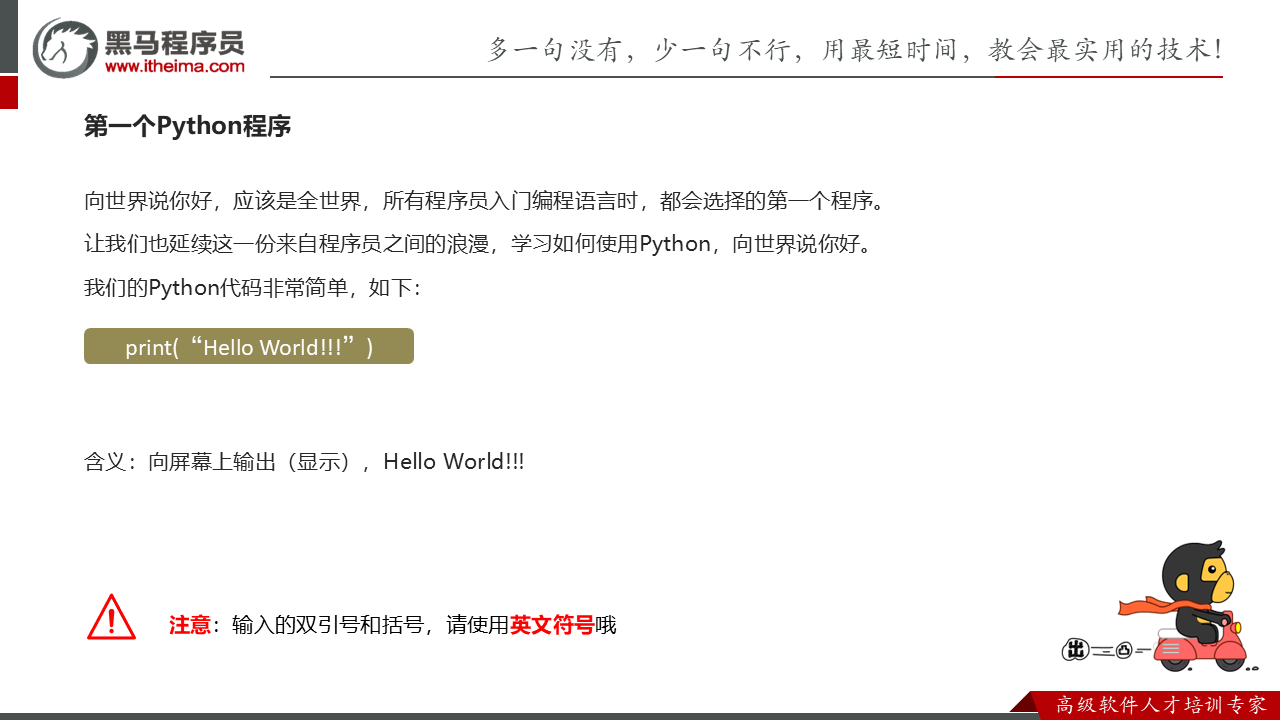 黑马程序员
www.itheima.com
多一句没有，少一句不行，用最短时间，教会最实用的技术！
第一个Python程序
向世界说你好，应该是全世界，所有程序员入门编程语言时，都会选择的第一个程序。
让我们也延续这一份来自程序员之间的浪漫，学习如何使用Python，向世界说你好。
我们的Python代码非常简单，如下：
print(“Hello World!!!”)
含义：向屏幕上输出（显示），Hello World!!!
注意：输入的双引号和括号，请使用英文符号哦
出一凸一
高级软件人才培训专家